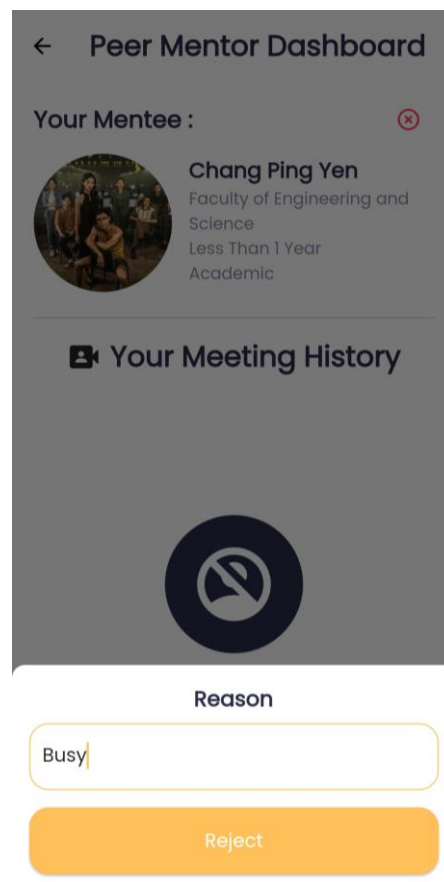 Peer Mentor Dashboard
Your Mentee :
Chang Ping Yen
Faculty of Engineering and
Science
Less Than 1 Year
Academic
Your Meeting History
Reason
Busy
Reject